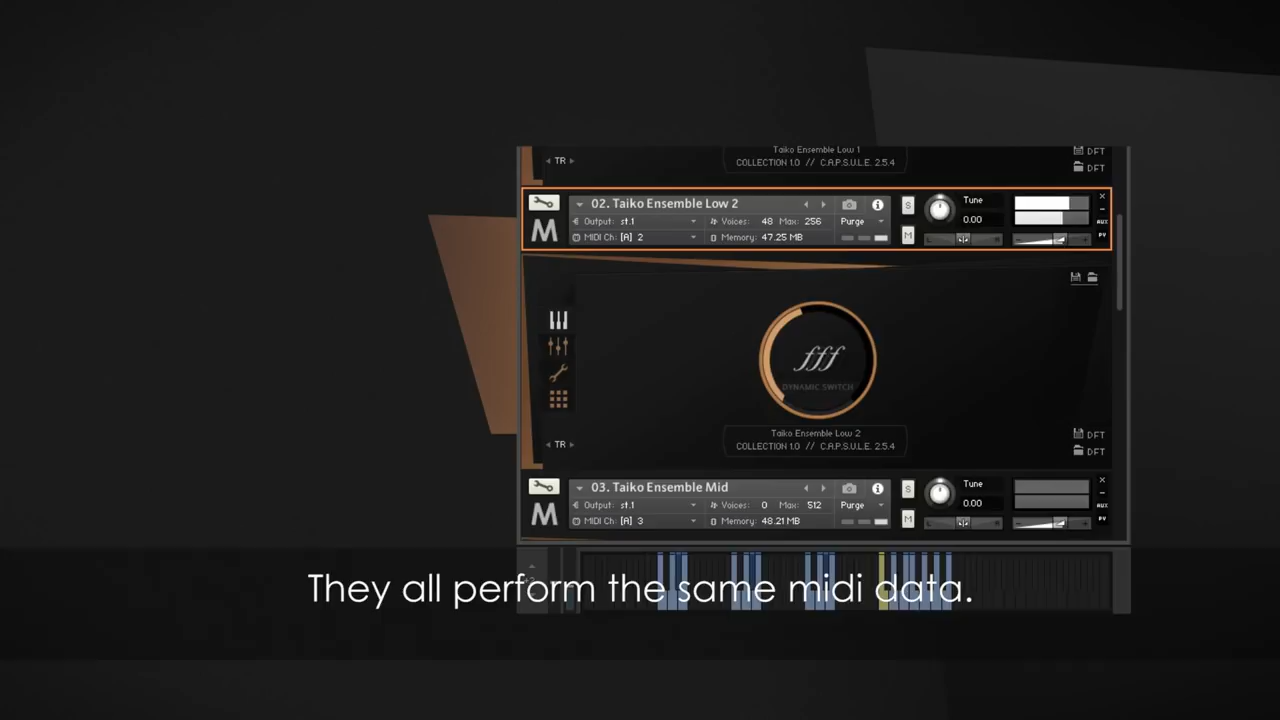 Taiko Ensemble Low 1
TR
COLLECTION 1.0 // C.A.P.S.U.L.E. 2.5.4
DFT
DFT
02. Taiko Ensemble Low 2
S
Tune
Output: st.1
Voices: 48 Max: 256
Purge
0.00
AUX
M
MIDI Ch: [A] 2
Memory: 47.25 MB
M
L
R
PV
fff
DYNAMIC SWITCH
Taiko Ensemble Low 2
TR
COLLECTION 1.0 // C.A.P.S.U.L.E. 2.5.4
DFT
DFT
03. Taiko Ensemble Mid
S
Tune
Output: st.1
Voices: 0 Max: 512
Purge
0.00
AUX
M
MIDI Ch: [A] 3
Memory: 48.21 MB
M
L
R
PV
They all perform the same midi data.